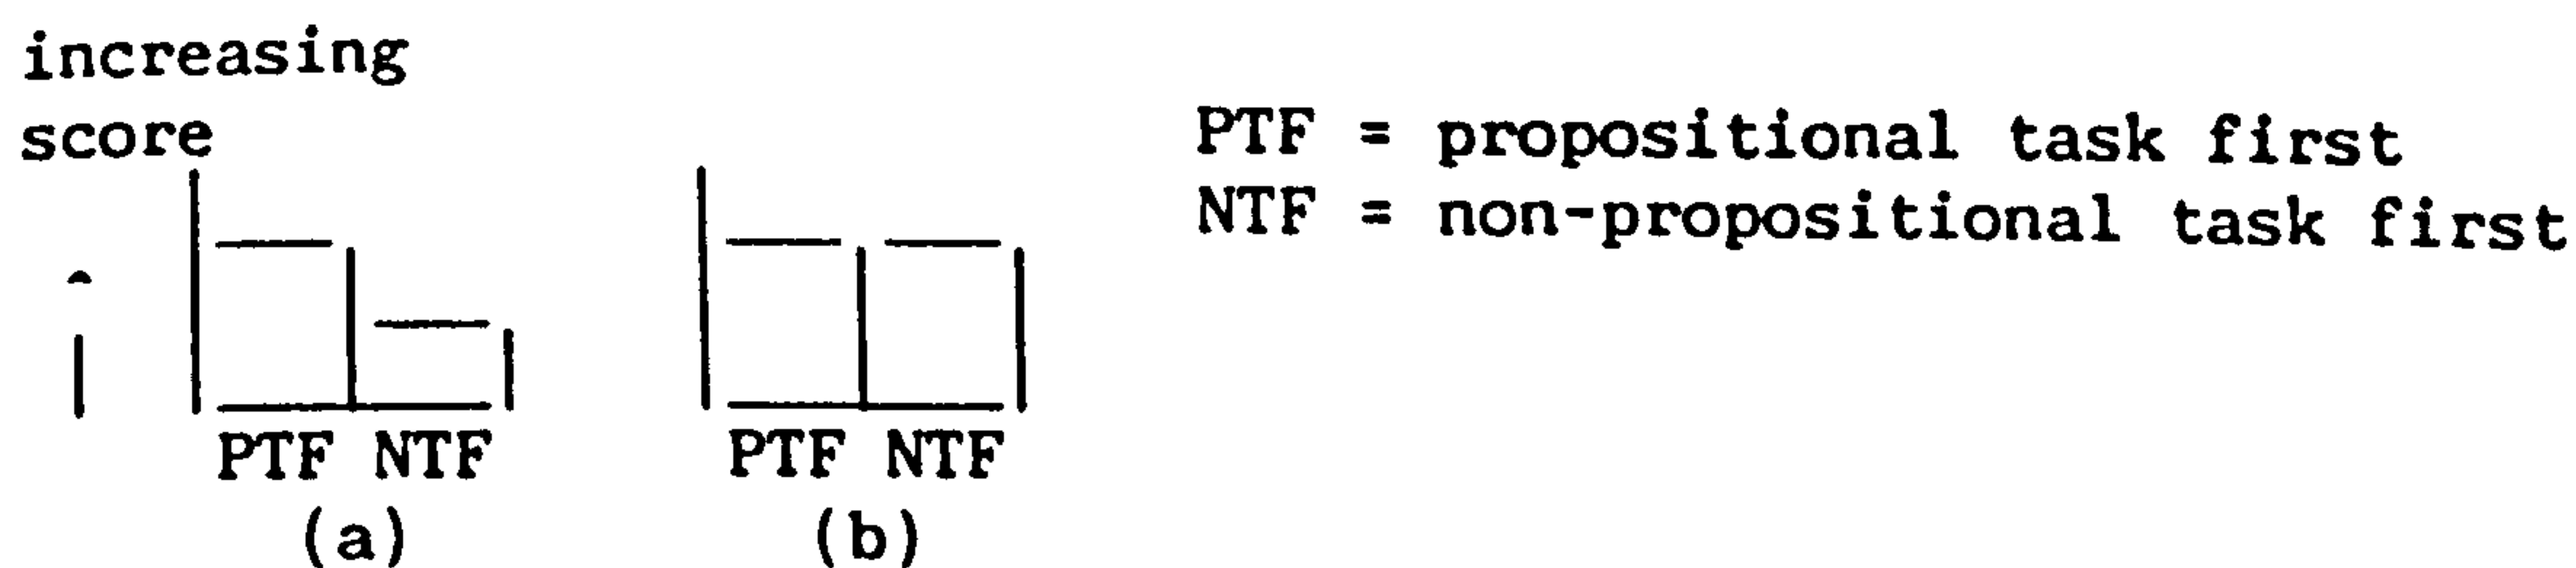 increasing
score
PTF = propositional task first
NTF = non-propositional task first
PTF NTF
PTF NTF
(a)
(b)